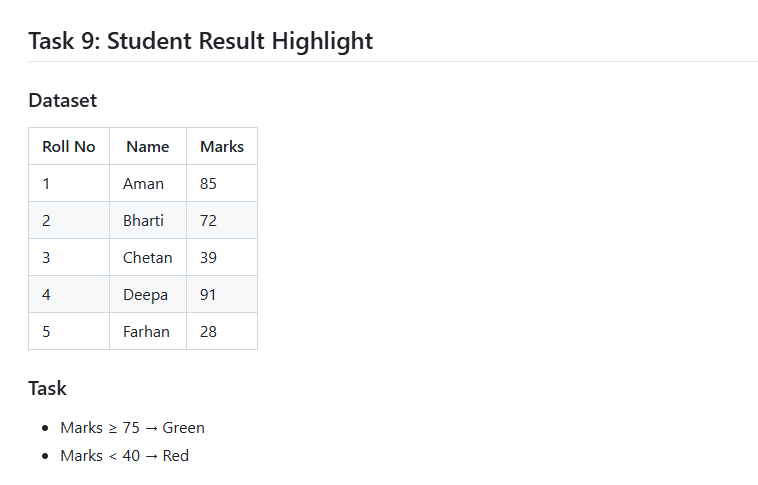 Task 9: Student Result Highlight
Dataset
Roll No Name Marks
1 Aman 85
2 Bharti 72
3 Chetan 39
4 Deepa 91
5 Farhan 28
Task
• Marks ≥ 75 → Green
• Marks < 40 → Red